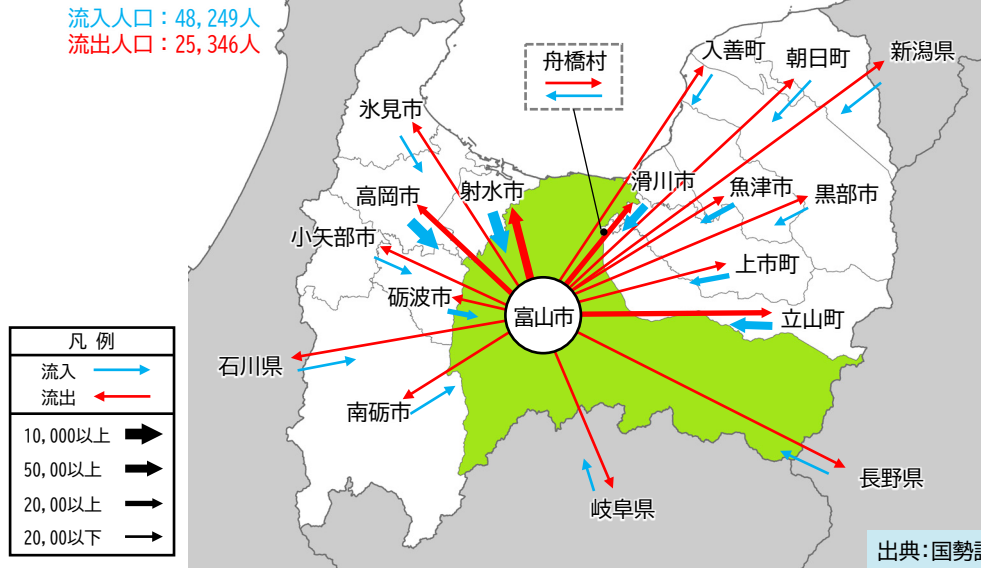 流入人口：48,249人
流出人口：25,346人
舟橋村
入善町
朝日町
新潟県
氷見市
高岡市
射水市
滑川市
魚津市
黒部市
小矢部市
砺波市
上市町
富山市
立山町
石川県
南砺市
岐阜県
長野県
凡 例
流入
流出
10,000以上
50,00以上
20,00以上
20,00以下
出典：国勢調